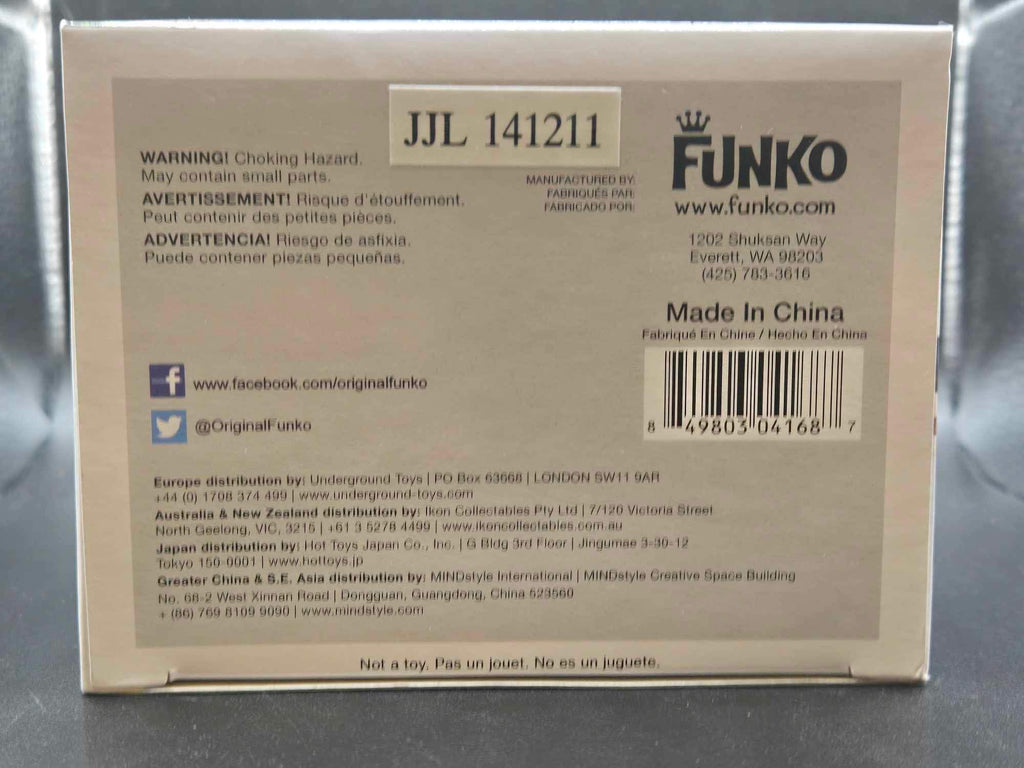 JJL 141211
WARNING! Choking Hazard.
May contain small parts.
AVERTISSEMENT! Risque d'étouffement.
Peut contenir des petites pièces.
ADVERTENCIA! Riesgo de asfixia.
Puede contener piezas pequeñas.
MANUFACTURED BY:
FABRIQUÉS PAR:
FABRICADO POR:
FUNKO
www.funko.com
1202 Shuksan Way
Everett, WA 98203
(425) 783-3616
Made In China
Fabriqué En Chine / Hecho En China
8 49803 04168 7
f www.facebook.com/originalfunko
@OriginalFunko
Europe distribution by: Underground Toys | PO Box 63668 | LONDON SW11 9AR
+44 (0) 1708 374 499 | www.underground-toys.com
Australia & New Zealand distribution by: Ikon Collectables Pty Ltd | 7/120 Victoria Street
North Geelong, VIC, 3215 | +61 3 5278 4499 | www.ikoncollectables.com.au
Japan distribution by: Hot Toys Japan Co., Inc. | G Bldg 3rd Floor | Jingumae 3-30-12
Tokyo 150-0001 | www.hottoys.jp
Greater China & S.E. Asia distribution by: MINDstyle International | MINDstyle Creative Space Building
No. 68-2 West Xinnan Road | Dongguan, Guangdong, China 523560
+ (86) 769 8109 9090 | www.mindstyle.com
Not a toy. Pas un jouet. No es un juguete.